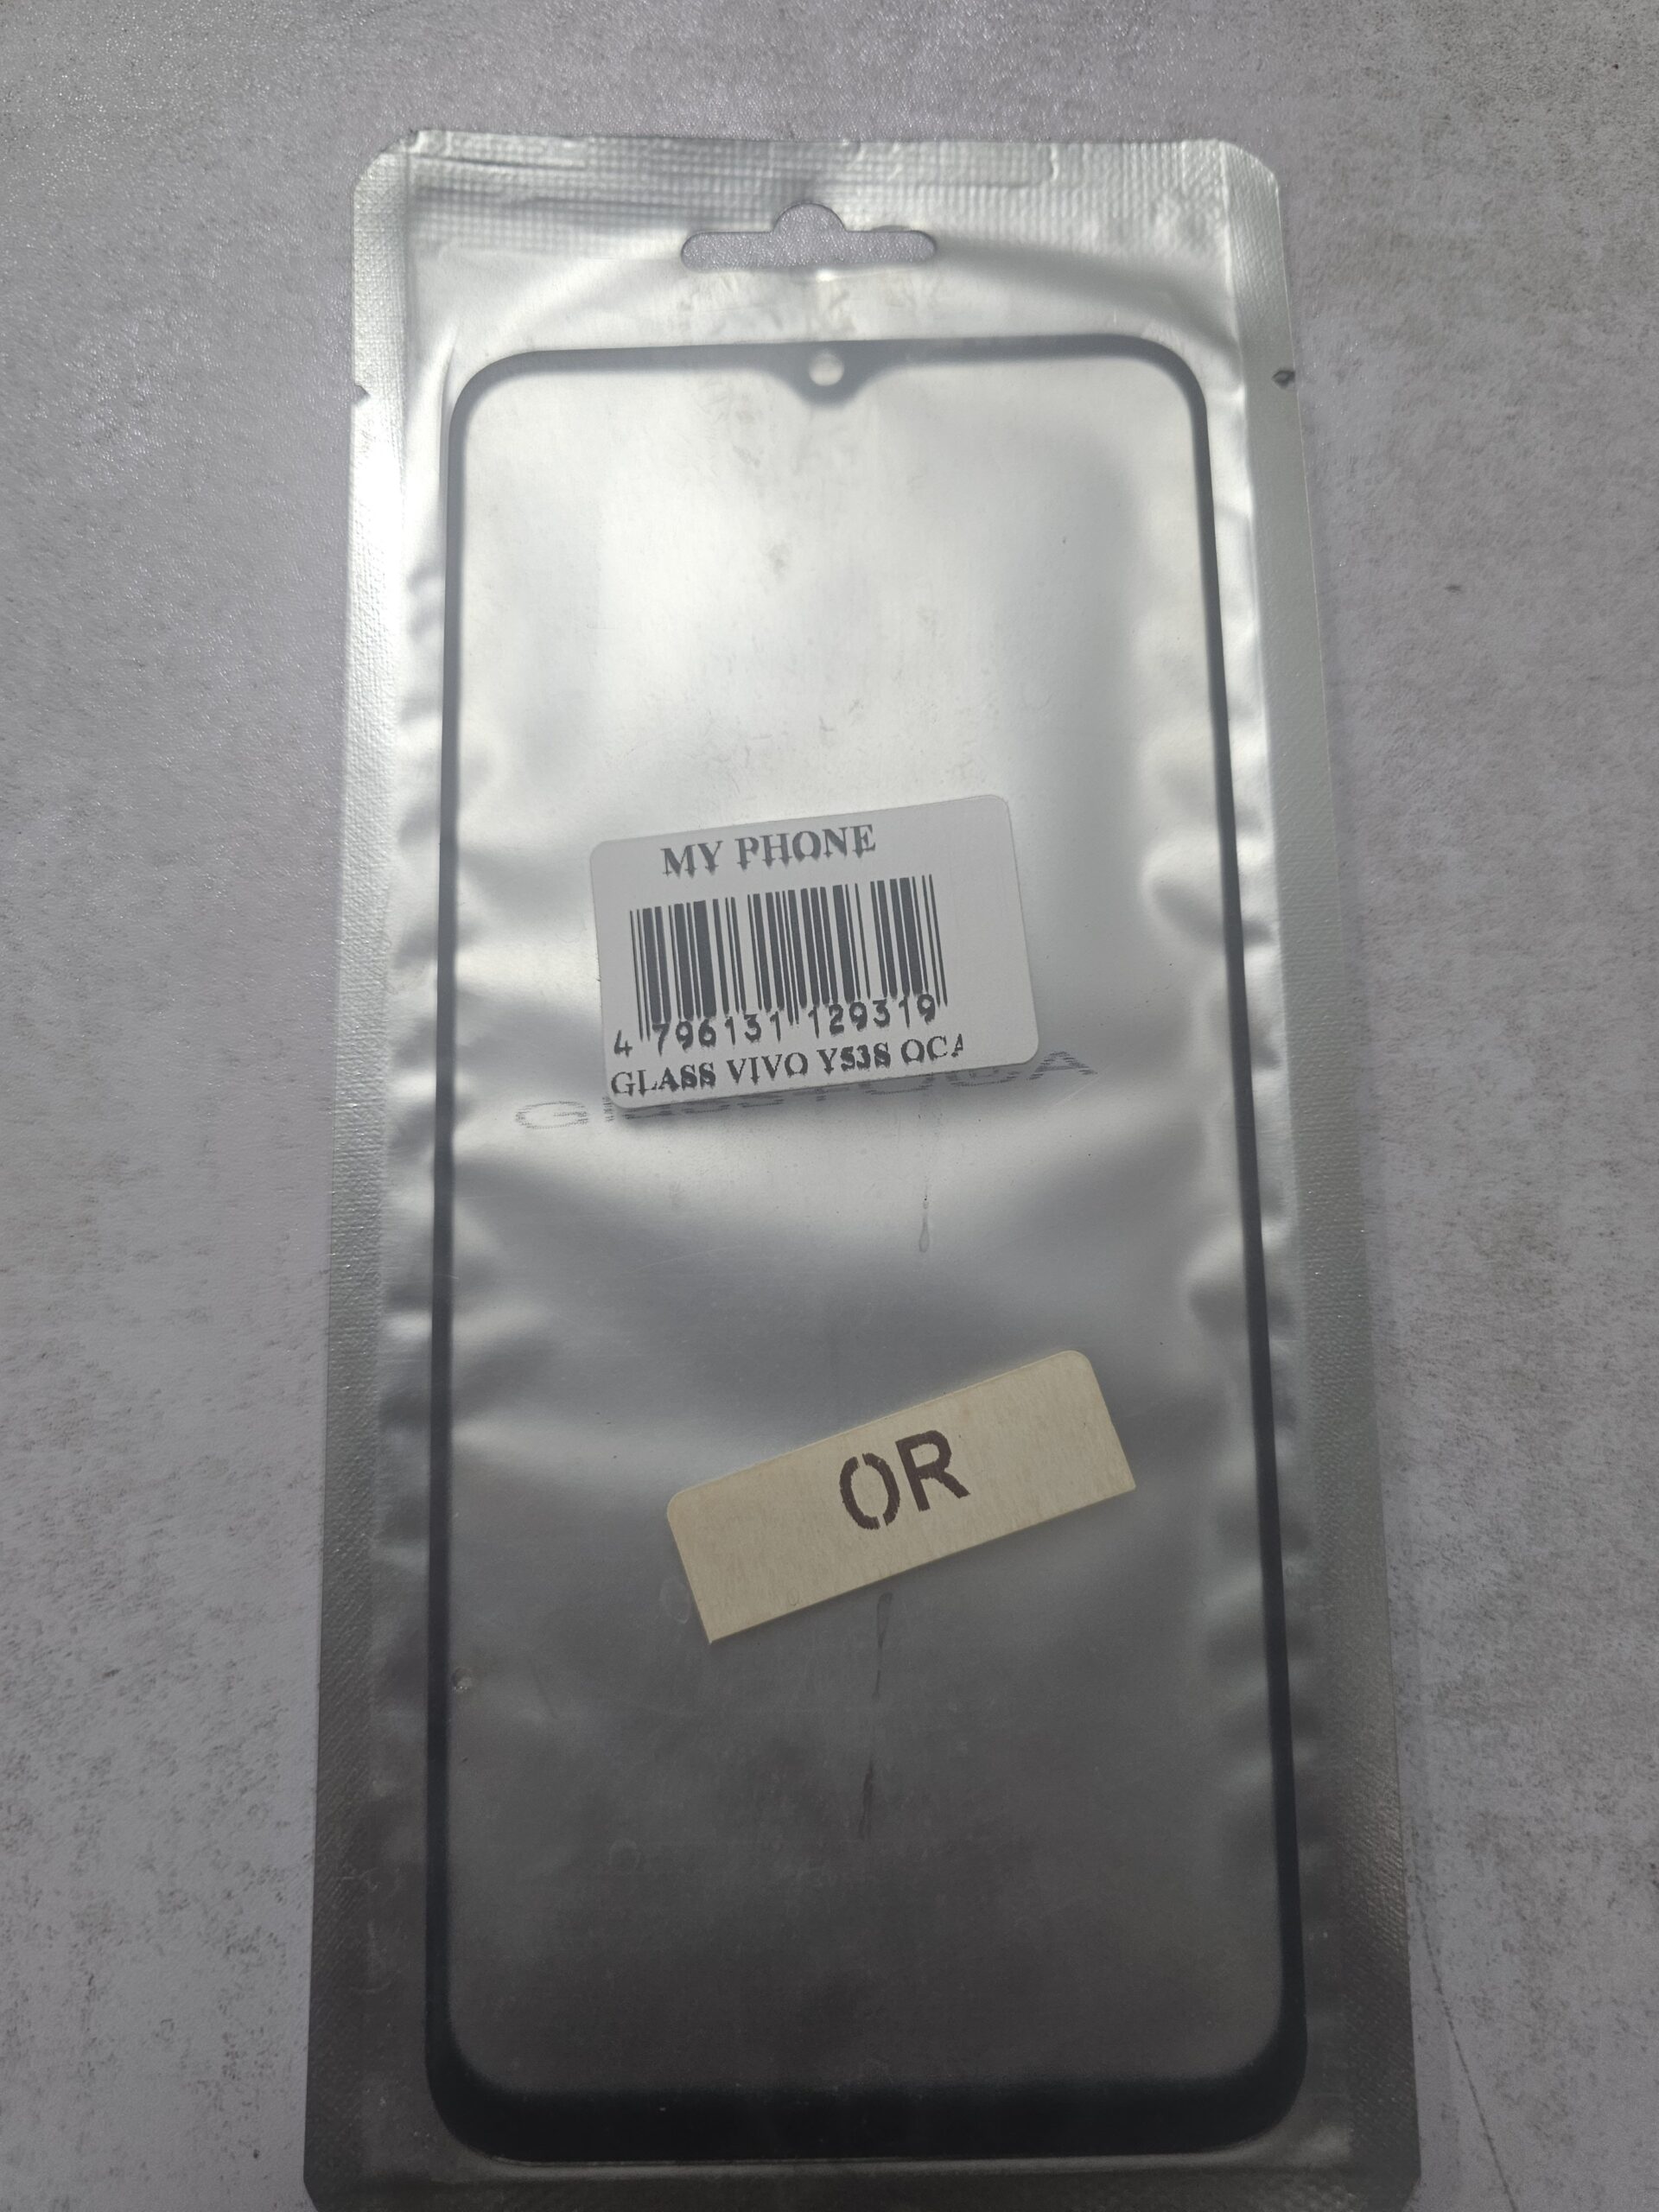 MY PHONE
4 796131 129319
GLASS VIVO Y53S OCA
OR